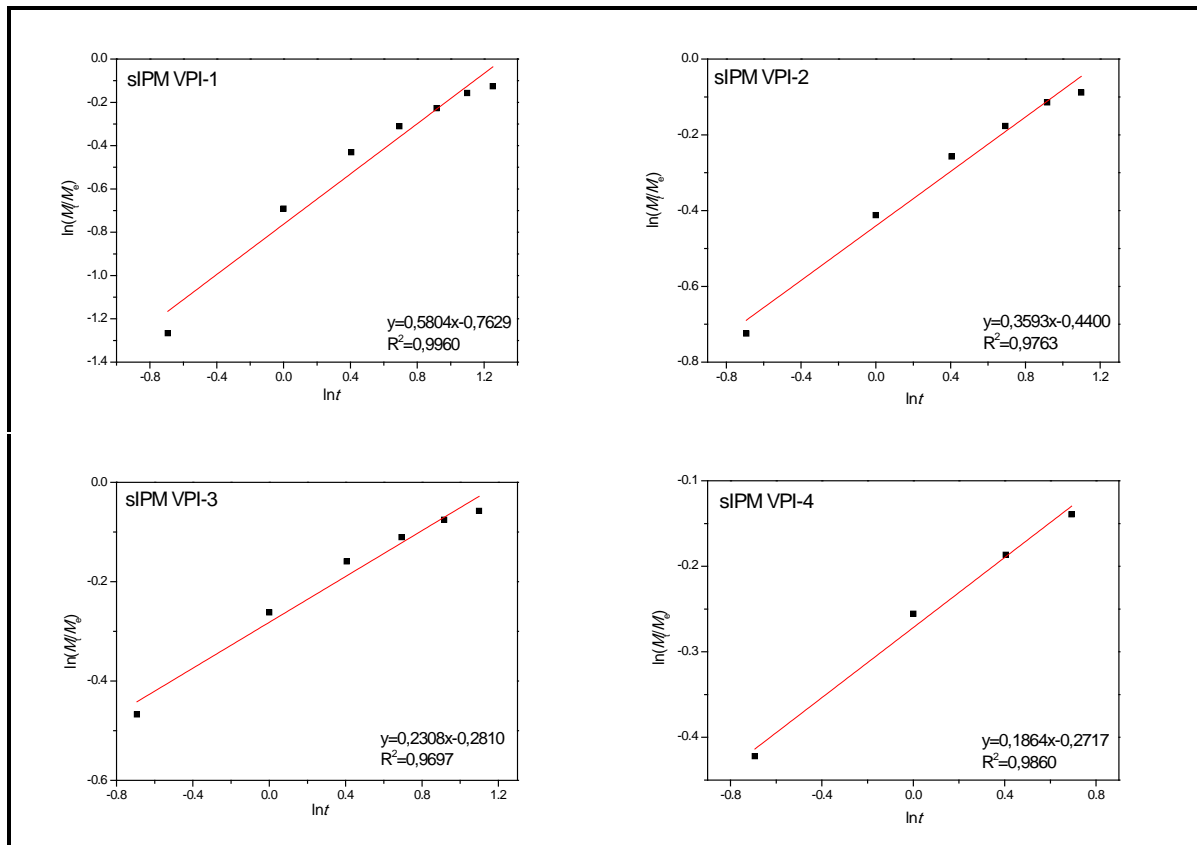 sIPM VPI-1
0.0
-0.2
-0.4
-0.6
-0.8
-1.0
-1.2
-1.4
ln(Mt/Me)
-0.8 -0.4 0.0 0.4 0.8 1.2
lnt
y=0,5804x-0,7629
R²=0,9960
sIPM VPI-2
0.0
-0.2
-0.4
-0.6
-0.8
ln(Mt/Me)
-0.8 -0.4 0.0 0.4 0.8 1.2
lnt
y=0,3593x-0,4400
R²=0,9763
sIPM VPI-3
0.0
-0.2
-0.4
-0.6
ln(Mt/Me)
-0.8 -0.4 0.0 0.4 0.8 1.2
lnt
y=0,2308x-0,2810
R²=0,9697
sIPM VPI-4
-0.1
-0.2
-0.3
-0.4
ln(Mt/Me)
-0.8 -0.4 0.0 0.4 0.8
lnt
y=0,1864x-0,2717
R²=0,9860